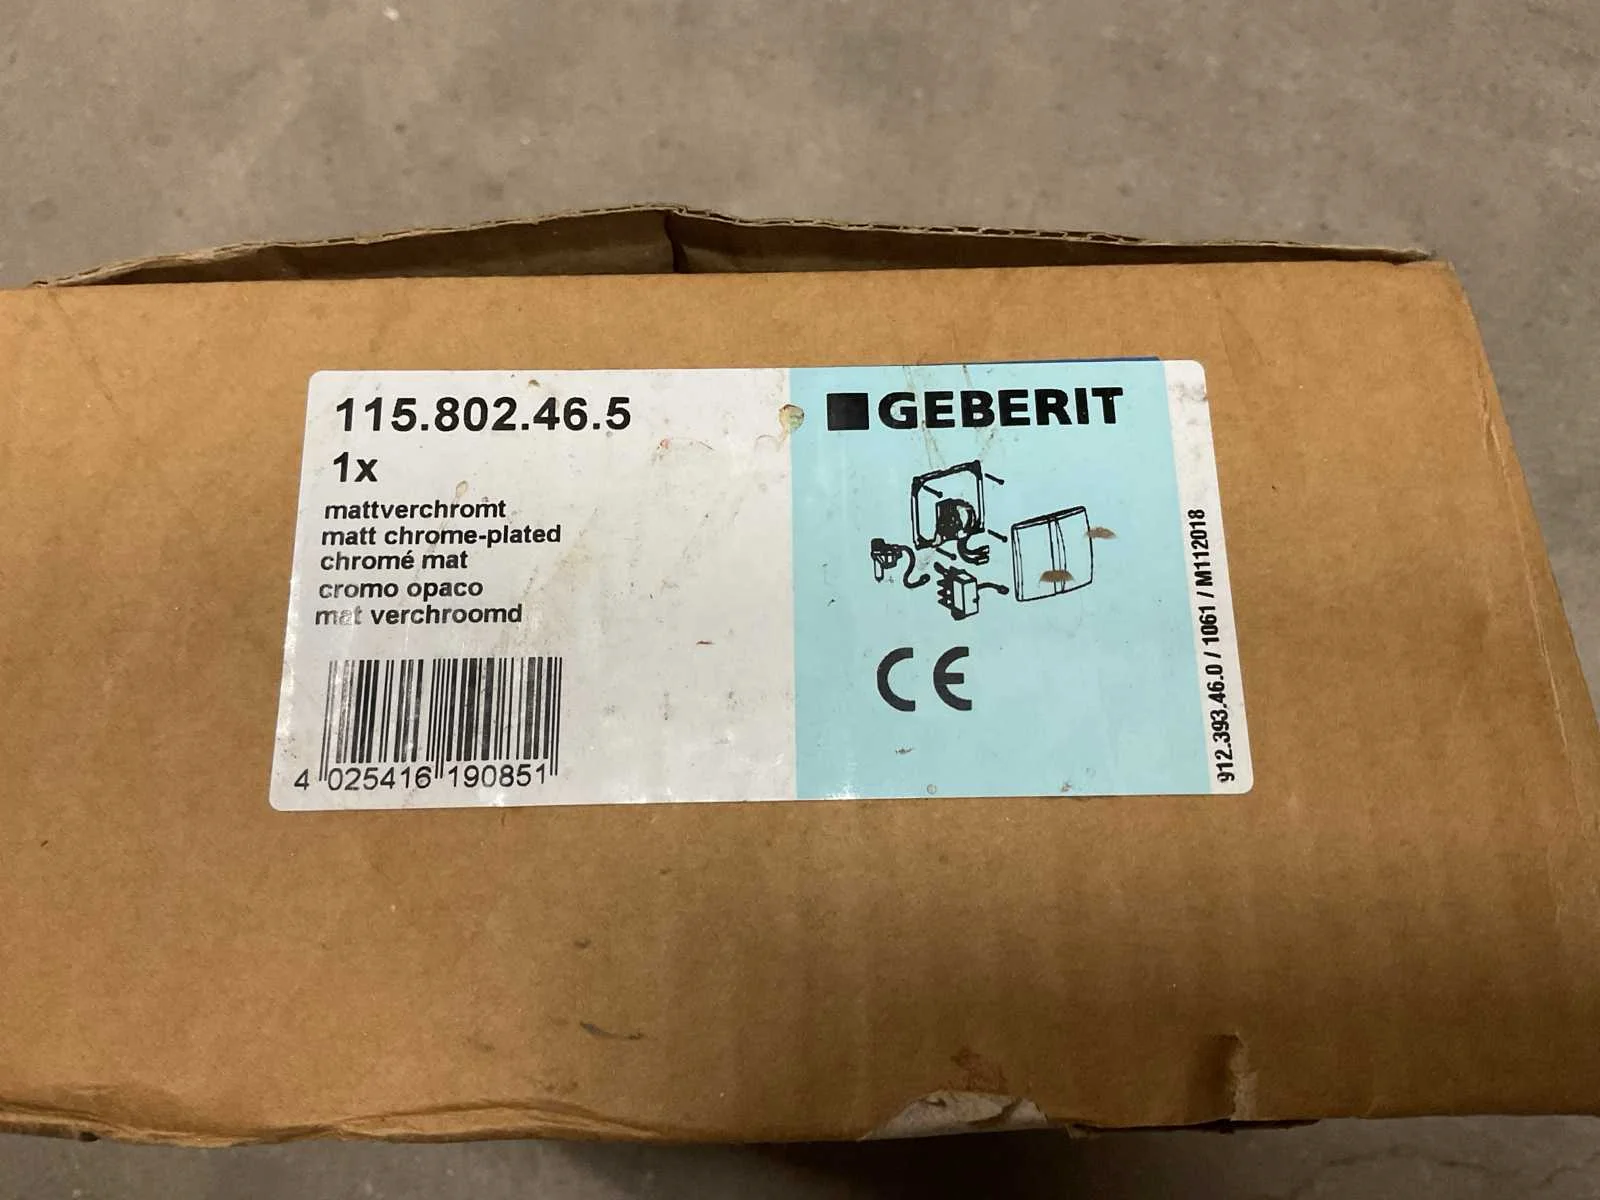 115.802.46.5
1x
mattverchromt
matt chrome-plated
chromé mat
cromo opaco
mat verchroomd
4 025416 190851
GEBERIT
CE
912.393.46.0 / 1061 / M112018